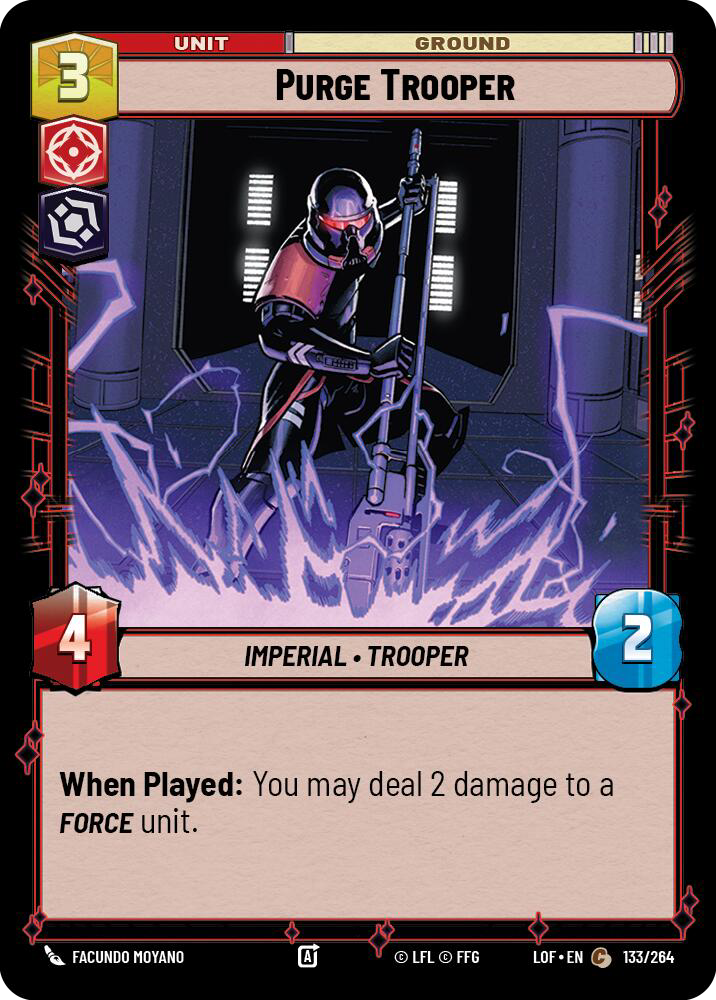 UNIT
GROUND
3
PURGE TROOPER
4
IMPERIAL • TROOPER
2
When Played: You may deal 2 damage to a
FORCE unit.
FACUNDO MOYANO
A
© LFL © FFG
LOF • EN
C
133/264